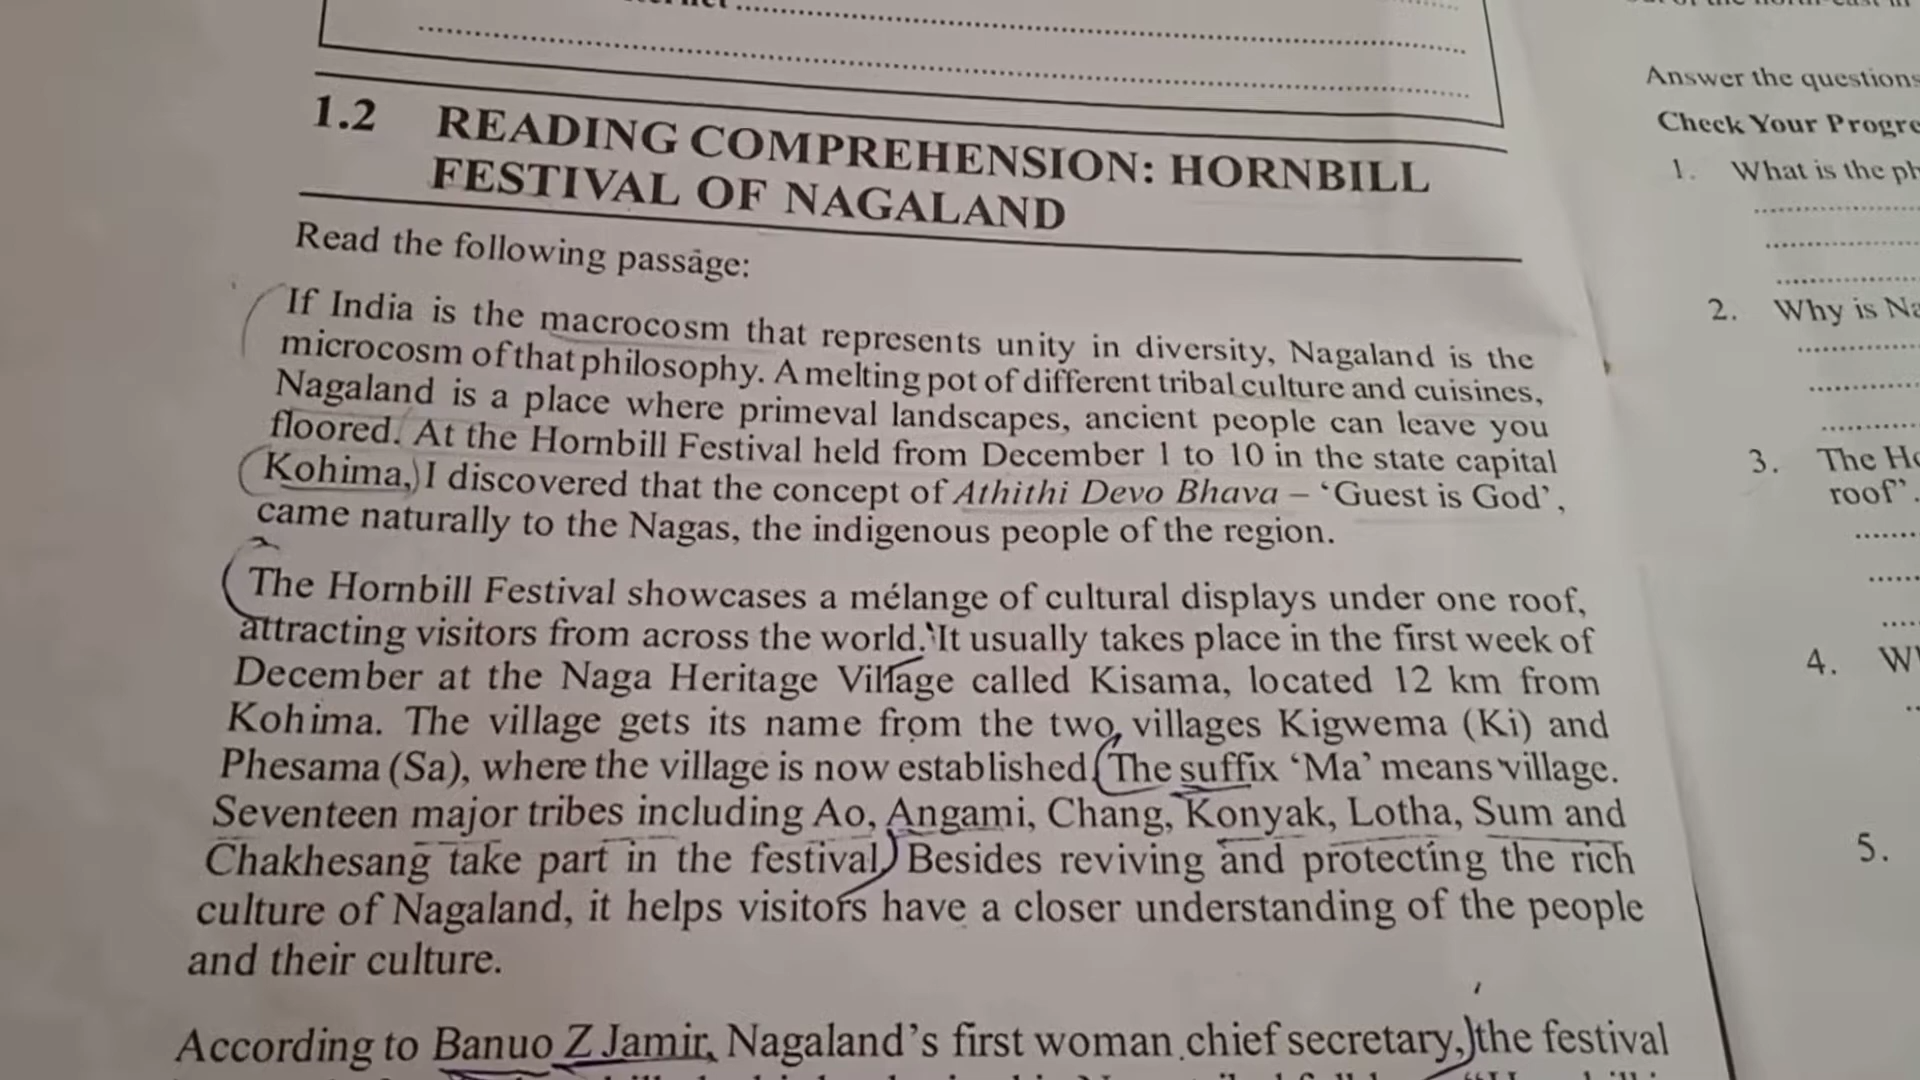 1.2 READING COMPREHENSION: HORNBILL
FESTIVAL OF NAGALAND
Read the following passage:
If India is the macrocosm that represents unity in diversity, Nagaland is the
microcosm of that philosophy. A melting pot of different tribal culture and cuisines,
Nagaland is a place where primeval landscapes, ancient people can leave you
floored. At the Hornbill Festival held from December 1 to 10 in the state capital
Kohima, I discovered that the concept of Athithi Devo Bhava – ‘Guest is God’,
came naturally to the Nagas, the indigenous people of the region.
The Hornbill Festival showcases a mélange of cultural displays under one roof,
attracting visitors from across the world. It usually takes place in the first week of
December at the Naga Heritage Village called Kisama, located 12 km from
Kohima. The village gets its name from the two villages Kigwema (Ki) and
Phesama (Sa), where the village is now established. The suffix ‘Ma’ means village.
Seventeen major tribes including Ao, Angami, Chang, Konyak, Lotha, Sum and
Chakhesang take part in the festival. Besides reviving and protecting the rich
culture of Nagaland, it helps visitors have a closer understanding of the people
and their culture.
According to Banuo Z Jamir, Nagaland’s first woman chief secretary, the festival
Answer the questions
Check Your
1. What is the
2. Why is
3. The
roof”.
4.
5.